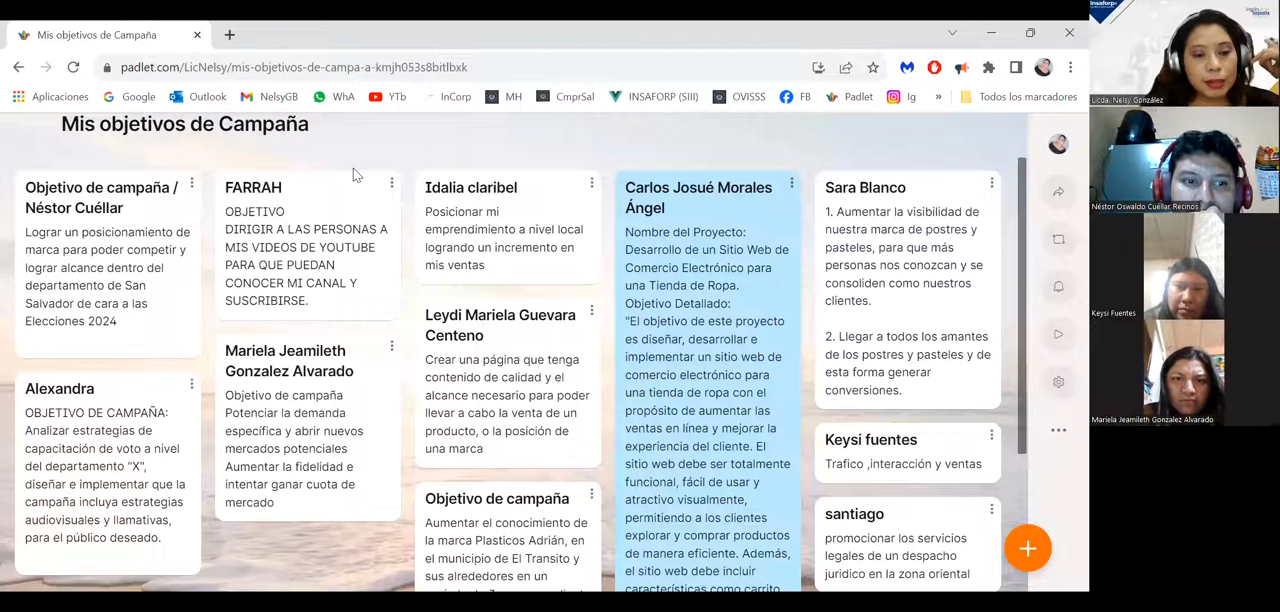 Mis objetivos de Campaña
padlet.com/LicNelsy/mis-objetivos-de-campa-a-kmjh053s8bitlbxk
Aplicaciones
Google
Outlook
NelsyGB
WhA
YTb
InCorp
MH
CmprSal
INSAFORP (SIII)
OVISSS
FB
Padlet
Ig
»
Todos los marcadores
Mis objetivos de Campaña
Objetivo de campaña /
Néstor Cuéllar
Lograr un posicionamiento de
marca para poder competir y
lograr alcance dentro del
departamento de San
Salvador de cara a las
Elecciones 2024
Alexandra
OBJETIVO DE CAMPAÑA:
Analizar estrategias de
capacitación de voto a nivel
del departamento "X",
diseñar e implementar que la
campaña incluya estrategias
audiovisuales y llamativas,
para el público deseado.
FARRAH
OBJETIVO
DIRIGIR A LAS PERSONAS A
MIS VIDEOS DE YOUTUBE
PARA QUE PUEDAN
CONOCER MI CANAL Y
SUSCRIBIRSE.
Mariela Jeamileth
Gonzalez Alvarado
Objetivo de campaña
Potenciar la demanda
especifica y abrir nuevos
mercados potenciales
Aumentar la fidelidad e
intentar ganar cuota de
mercado
Idalia claribel
Posicionar mi
emprendimiento a nivel local
logrando un incremento en
mis ventas
Leydi Mariela Guevara
Centeno
Crear una página que tenga
contenido de calidad y el
alcance necesario para poder
llevar a cabo la venta de un
producto, o la posición de
una marca
Objetivo de campaña
Aumentar el conocimiento de
la marca Plasticos Adrián, en
el municipio de El Transito y
sus alrededores en un
Carlos Josué Morales
Ángel
Nombre del Proyecto:
Desarrollo de un Sitio Web de
Comercio Electrónico para
una Tienda de Ropa.
Objetivo Detallado:
"El objetivo de este proyecto
es diseñar, desarrollar e
implementar un sitio web de
comercio electrónico para
una tienda de ropa con el
propósito de aumentar las
ventas en línea y mejorar la
experiencia del cliente. El
sitio web debe ser totalmente
funcional, fácil de usar y
atractivo visualmente,
permitiendo a los clientes
explorar y comprar productos
de manera eficiente. Además,
el sitio web debe incluir
características como carrito
Sara Blanco
1. Aumentar la visibilidad de
nuestra marca de postres y
pasteles, para que más
personas nos conozcan y se
consoliden como nuestros
clientes.
2. Llegar a todos los amantes
de los postres y pasteles y de
esta forma generar
conversiones.
Keysi fuentes
Trafico ,interacción y ventas
santiago
promocionar los servicios
legales de un despacho
juridico en la zona oriental
Insaforp
Licda. Nelsy González
Néstor Oswaldo Cuéllar Recinos
Keysi Fuentes
Mariela Jeamileth Gonzalez Alvarado